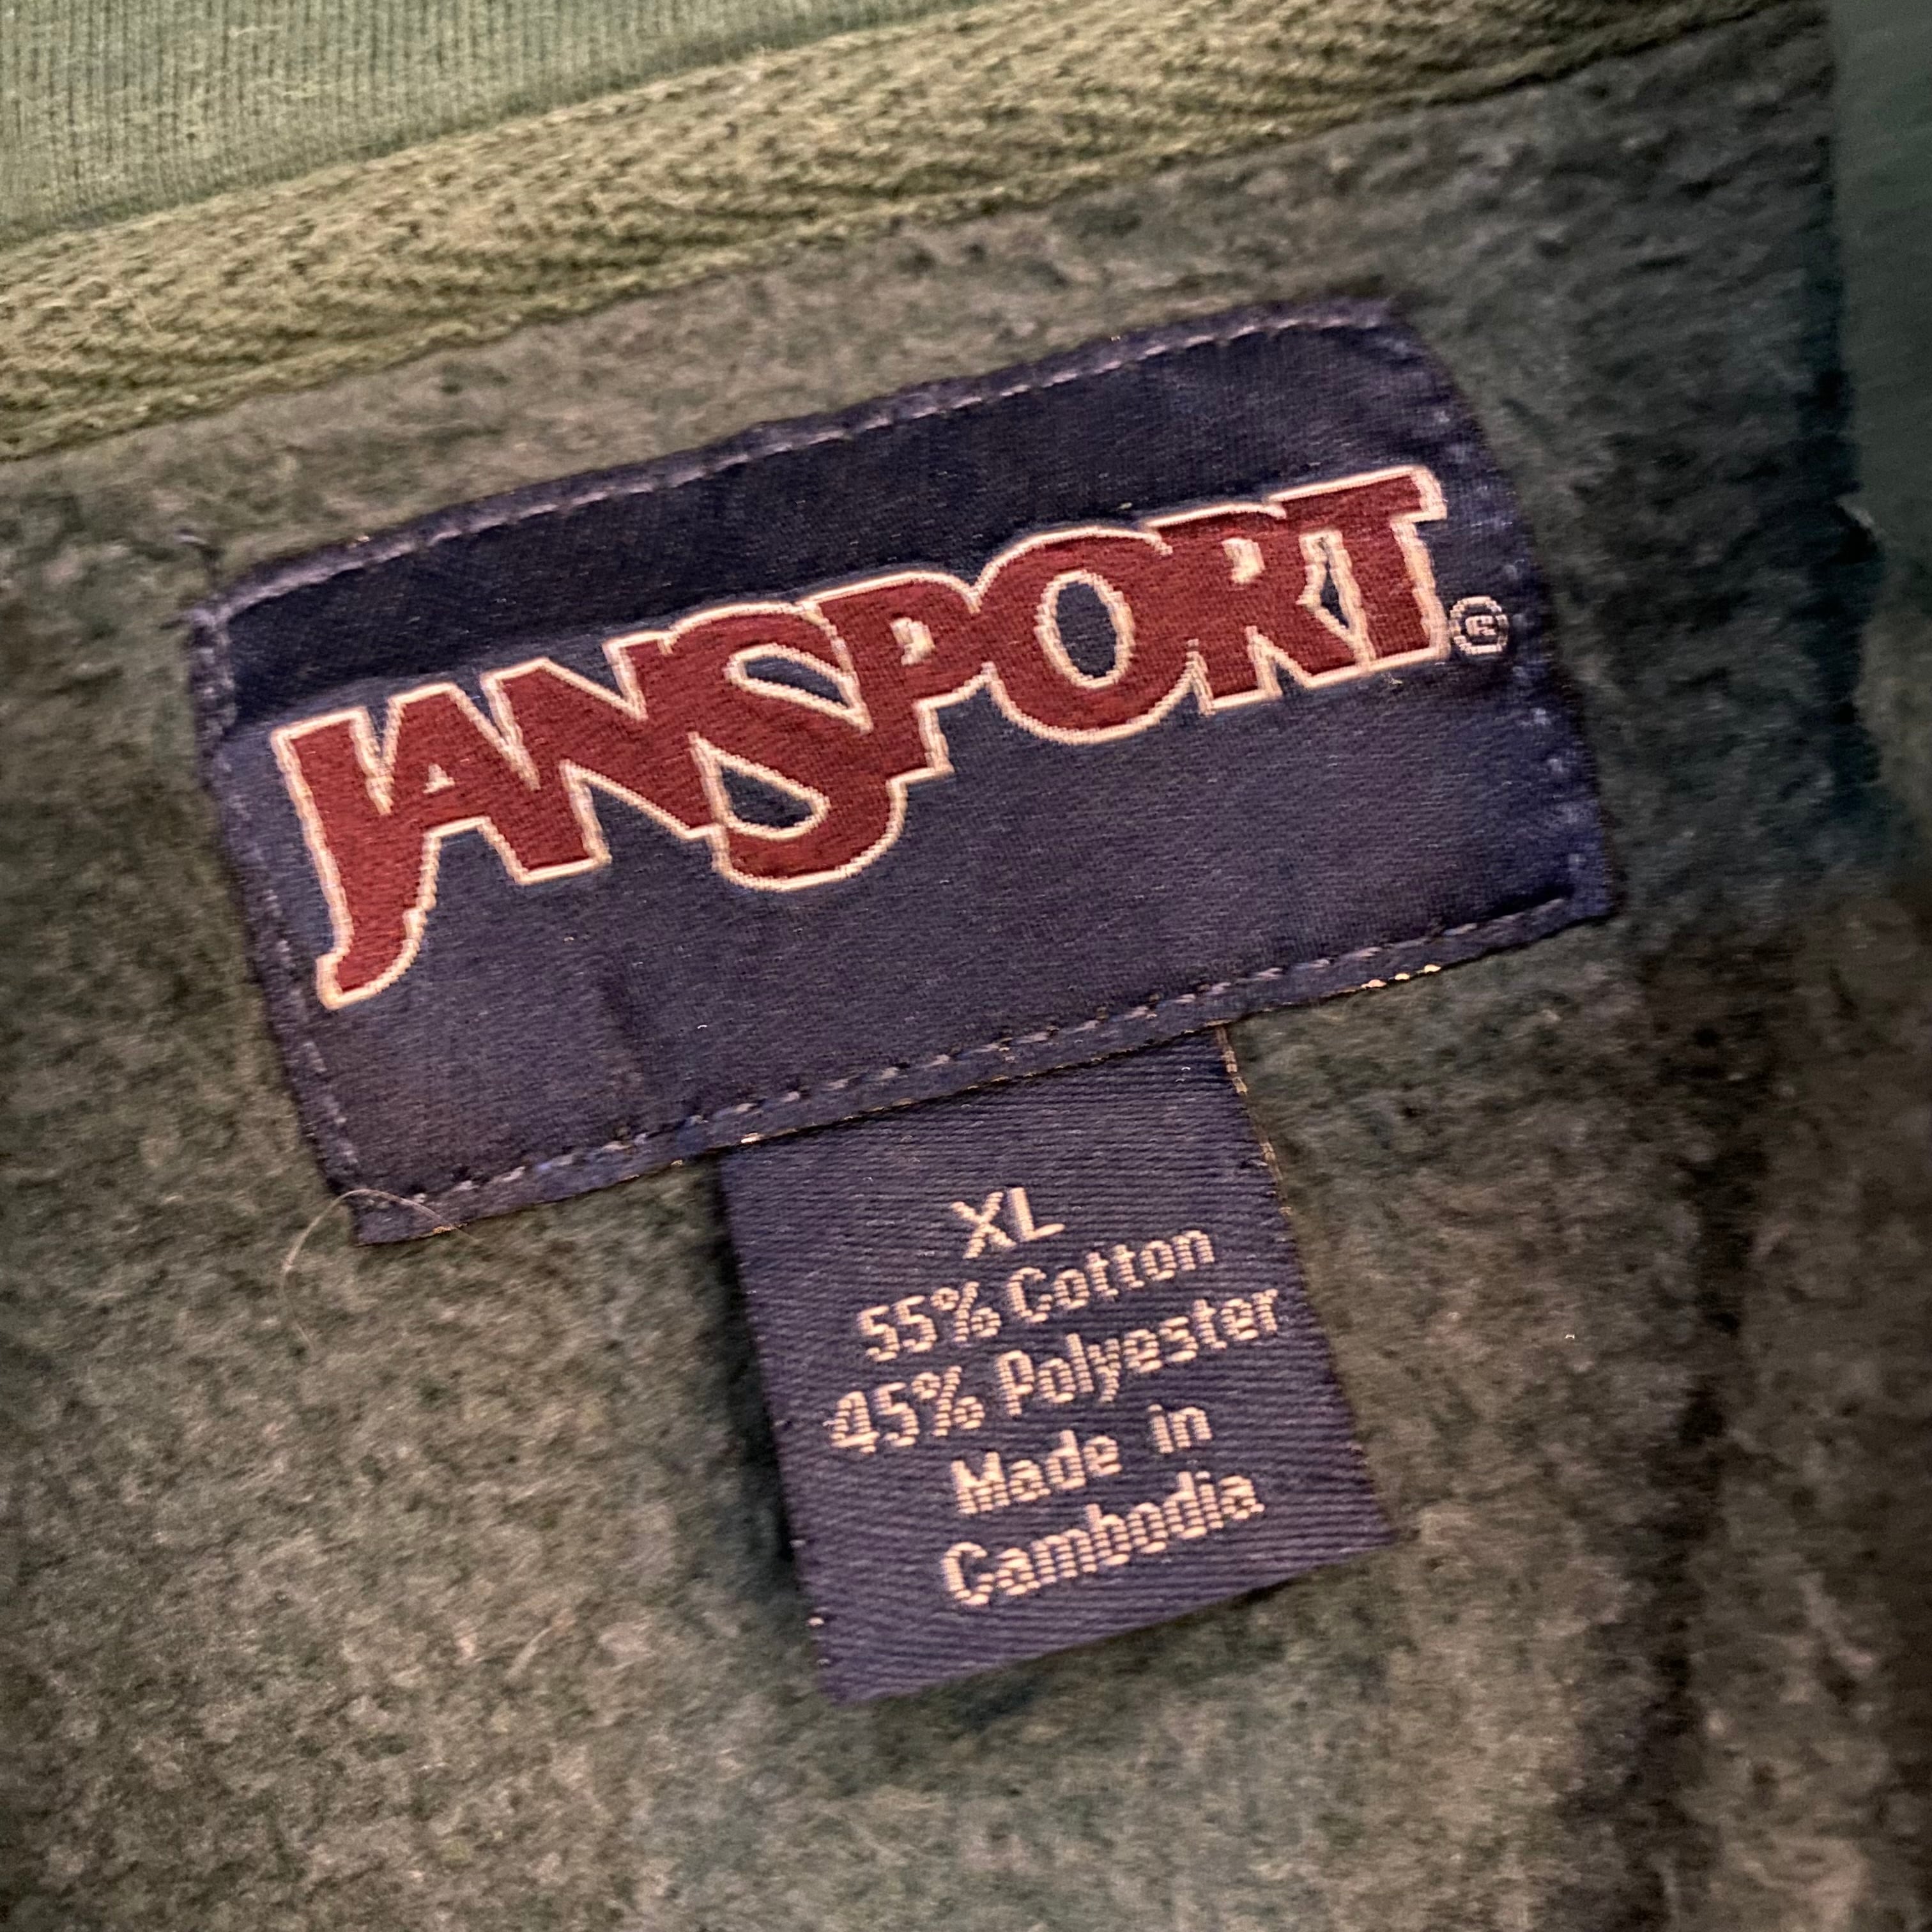 JANSPORT®
XL
55% Cotton
45% Polyester
Made in
Cambodia